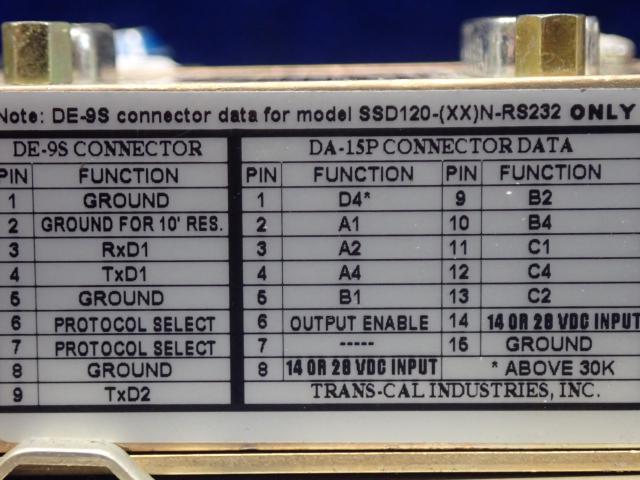 Note: DE-9S connector data for model SSD120-(XX)N-RS232 ONLY
DE-9S CONNECTOR
PIN FUNCTION
1 GROUND
2 GROUND FOR 10' RES.
3 RxD1
4 TxD1
5 GROUND
6 PROTOCOL SELECT
7 PROTOCOL SELECT
8 GROUND
9 TxD2
DA-15P CONNECTOR DATA
PIN FUNCTION PIN FUNCTION
1 D4* 9 B2
2 A1 10 B4
3 A2 11 C1
4 A4 12 C4
5 B1 13 C2
6 OUTPUT ENABLE 14 14 OR 28 VDC INPUT
7 ----- 15 GROUND
8 14 OR 28 VDC INPUT * ABOVE 30K
TRANS-CAL INDUSTRIES, INC.